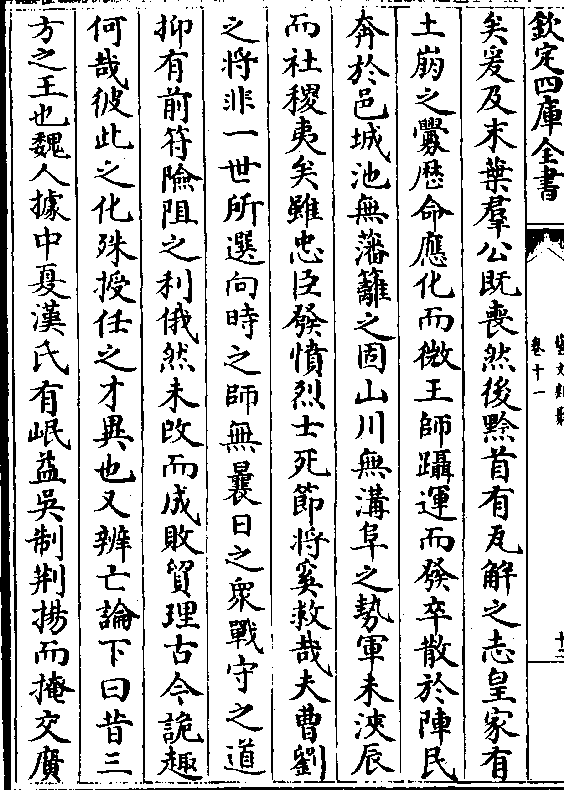 欽定四庫全書
卷十一
十三
矣爰及末葉羣公既喪然後黔首有瓦解之志皇家有
土崩之釁厯命應化而微王師躡運而發卒散於陣民
奔於邑城池無藩籬之固山川無溝阜之勢軍未浹辰
而社稷夷矣雖忠臣發憤烈士死節將奚救哉夫曹劉
之將非一世所選向時之師無曩日之衆戰守之道
抑有前符險阻之利俄然未改而成敗貿理古今詭趣
何哉彼此之化殊授任之才異也又辨亡論下曰昔三
方之王也魏人據中夏漢氏有岷益吳制荆揚而掩交廣